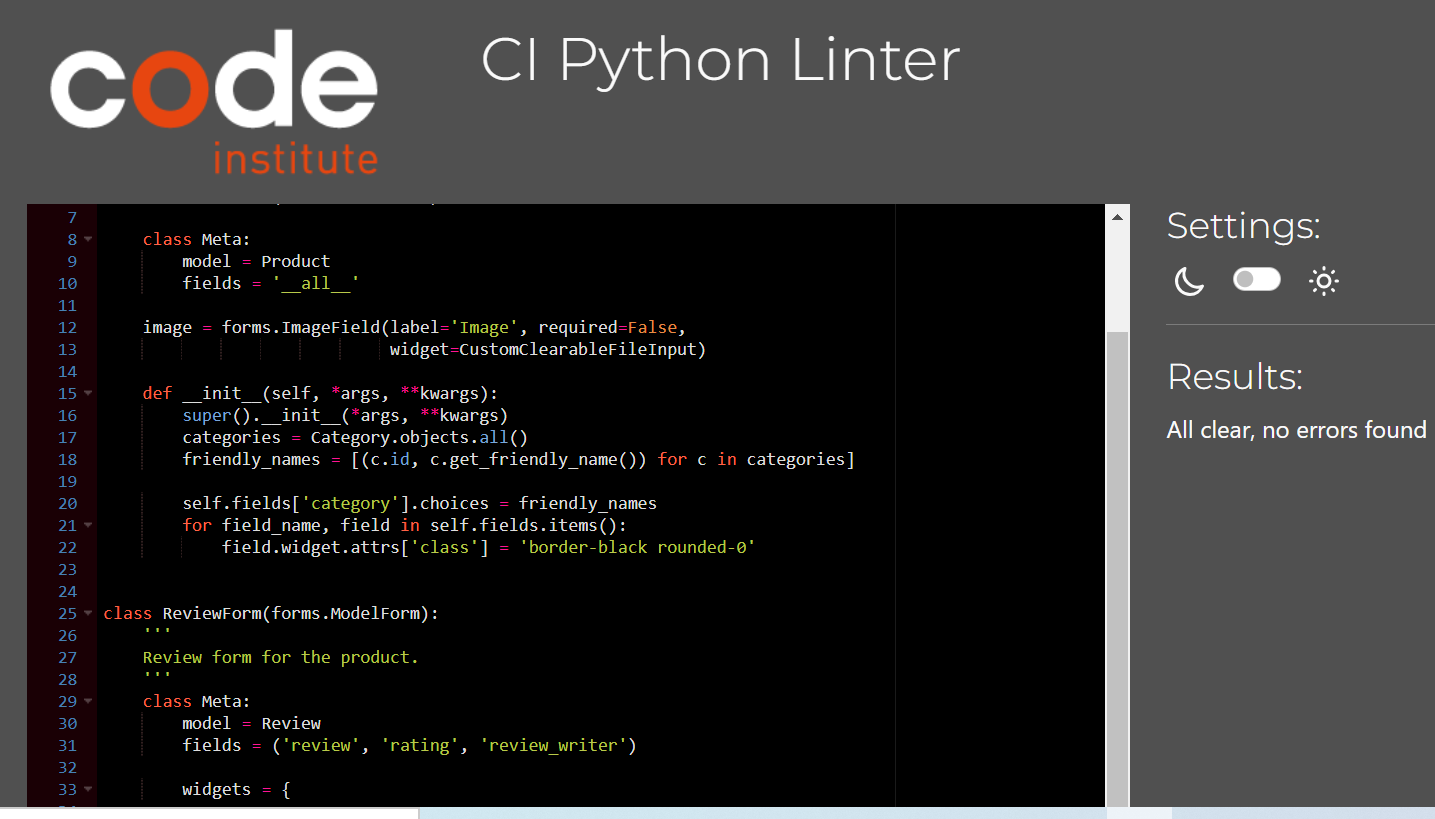 code
institute
CI Python Linter
7
8 class Meta:
9 model = Product
10 fields = '__all__'
11
12 image = forms.ImageField(label='Image', required=False,
13 widget=CustomClearableFileInput)
14
15 def __init__(self, *args, **kwargs):
16 super().__init__(*args, **kwargs)
17 categories = Category.objects.all()
18 friendly_names = [(c.id, c.get_friendly_name()) for c in categories]
19
20 self.fields['category'].choices = friendly_names
21 for field_name, field in self.fields.items():
22 field.widget.attrs['class'] = 'border-black rounded-0'
23
24
25 class ReviewForm(forms.ModelForm):
26 '''
27 Review form for the product.
28 '''
29 class Meta:
30 model = Review
31 fields = ('review', 'rating', 'review_writer')
32
33 widgets = {
Settings:
Results:
All clear, no errors found